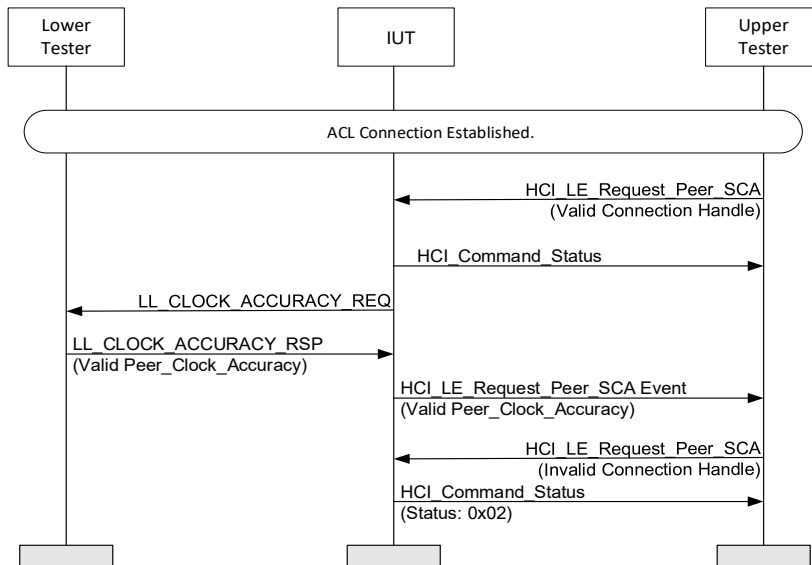 Lower
Tester
IUT
Upper
Tester
ACL Connection Established.
HCI_LE_Request_Peer_SCA
(Valid Connection Handle)
HCI_Command_Status
LL_CLOCK_ACCURACY_REQ
LL_CLOCK_ACCURACY_RSP
(Valid Peer_Clock_Accuracy)
HCI_LE_Request_Peer_SCA Event
(Valid Peer_Clock_Accuracy)
HCI_LE_Request_Peer_SCA
(Invalid Connection Handle)
HCI_Command_Status
(Status: 0x02)